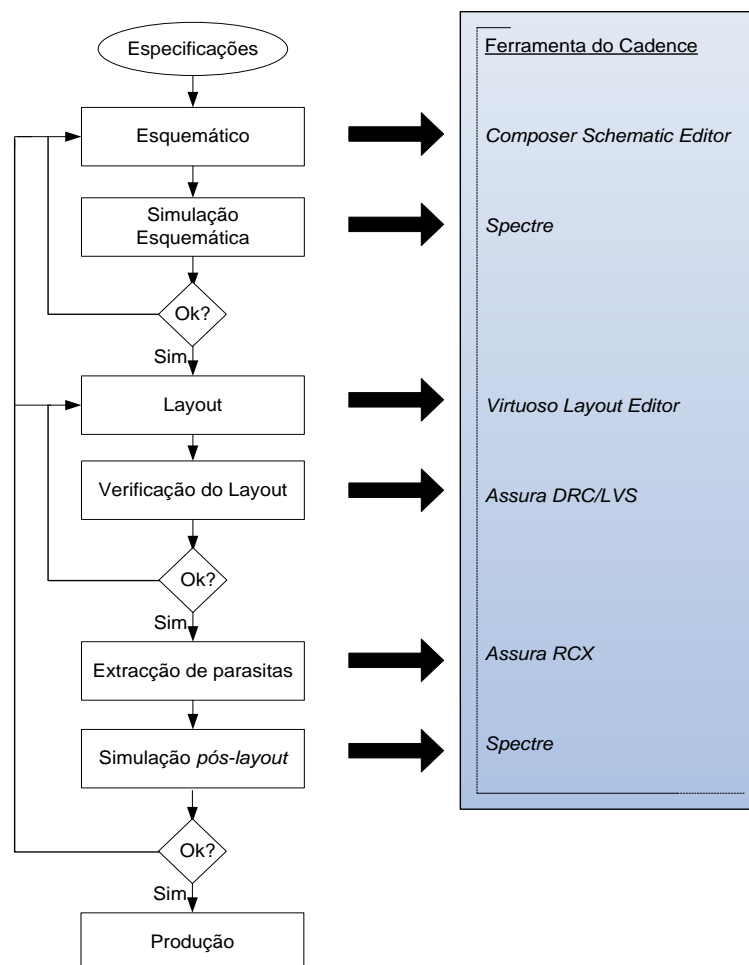 Especificações
Ferramenta do Cadence
Esquemático
Composer Schematic Editor
Simulação
Esquemática
Spectre
Ok?
Sim
Layout
Virtuoso Layout Editor
Verificação do Layout
Assura DRC/LVS
Ok?
Sim
Extracção de parasitas
Assura RCX
Simulação pós-layout
Spectre
Ok?
Sim
Produção